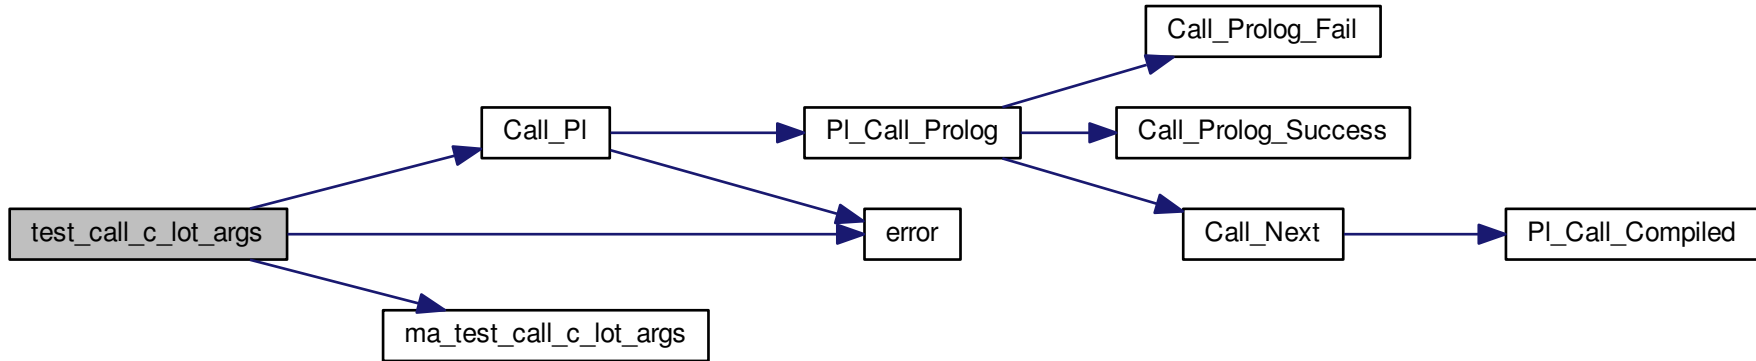 Call_Prolog_Fail
Call_Pl
Pl_Call_Prolog
Call_Prolog_Success
test_call_c_lot_args
error
Call_Next
Pl_Call_Compiled
ma_test_call_c_lot_args